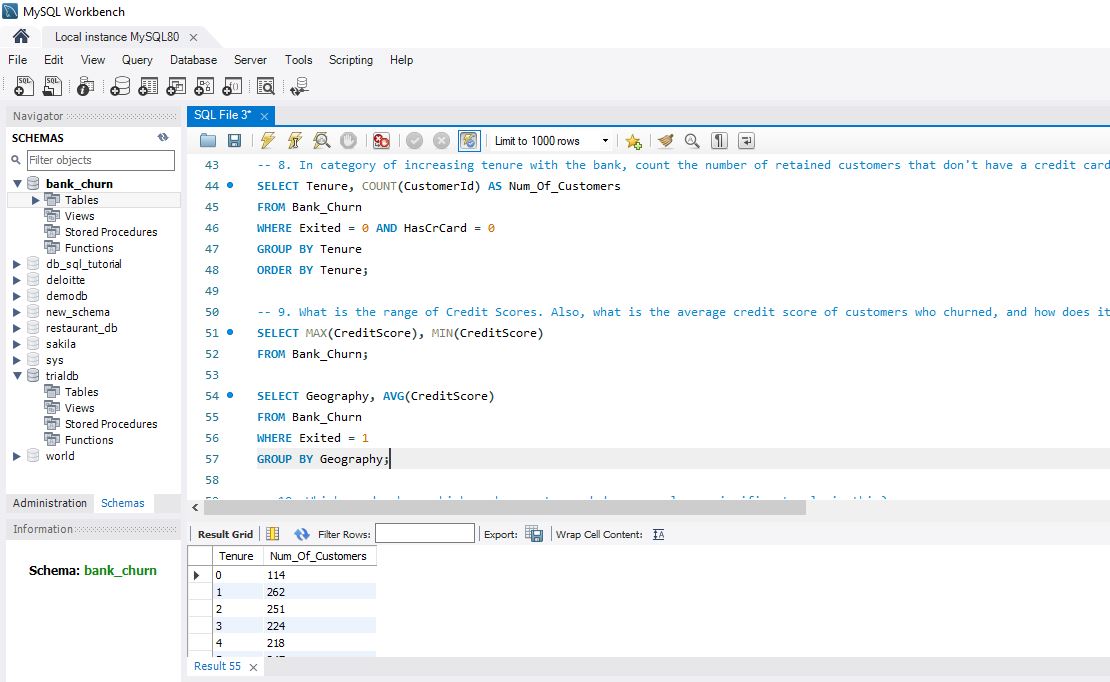 MySQL Workbench
Local instance MySQL80
File Edit View Query Database Server Tools Scripting Help
Navigator
SCHEMAS
Filter objects
bank_churn
Tables
Views
Stored Procedures
Functions
db_sql_tutorial
deloitte
demodb
new_schema
restaurant_db
sakila
sys
trialdb
Tables
Views
Stored Procedures
Functions
world
Administration Schemas
Information
Schema: bank_churn
SQL File 3*
Limit to 1000 rows
43 -- 8. In category of increasing tenure with the bank, count the number of retained customers that don't have a credit card
44 SELECT Tenure, COUNT(CustomerId) AS Num_Of_Customers
45 FROM Bank_Churn
46 WHERE Exited = 0 AND HasCrCard = 0
47 GROUP BY Tenure
48 ORDER BY Tenure;
49
50 -- 9. What is the range of Credit Scores. Also, what is the average credit score of customers who churned, and how does it
51 SELECT MAX(CreditScore), MIN(CreditScore)
52 FROM Bank_Churn;
53
54 SELECT Geography, AVG(CreditScore)
55 FROM Bank_Churn
56 WHERE Exited = 1
57 GROUP BY Geography;
58
Result Grid Filter Rows: Export: Wrap Cell Content:
Tenure Num_Of_Customers
0 114
1 262
2 251
3 224
4 218
Result 55